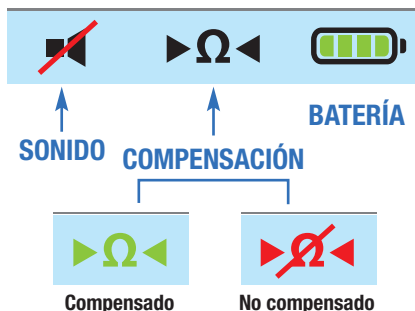 ▶Ω◀
BATERÍA
SONIDO
COMPENSACIÓN
▶Ω◀
▶Ω◀
Compensado
No compensado